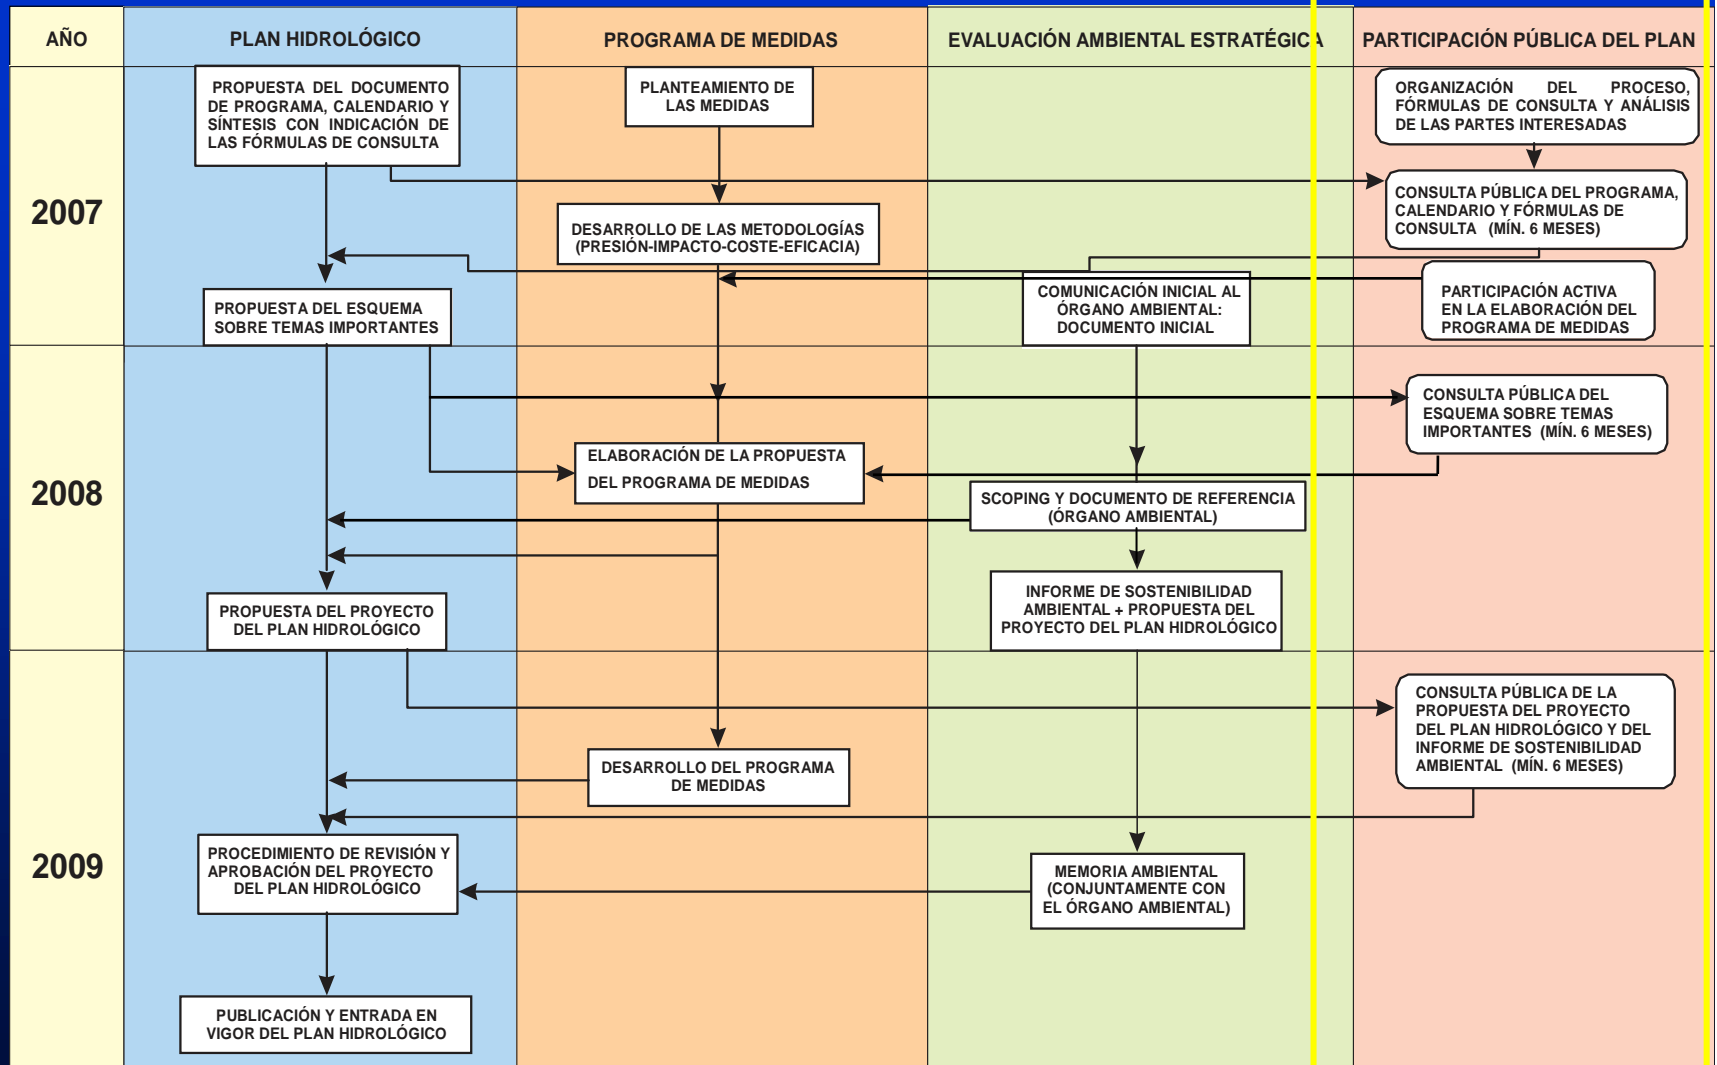 AÑO
PLAN HIDROLÓGICO
PROGRAMA DE MEDIDAS
EVALUACIÓN AMBIENTAL ESTRATÉGICA
PARTICIPACIÓN PÚBLICA DEL PLAN
2007
PROPUESTA DEL DOCUMENTO
DE PROGRAMA, CALENDARIO Y
SÍNTESIS CON INDICACIÓN DE
LAS FÓRMULAS DE CONSULTA
PLANTEAMIENTO DE
LAS MEDIDAS
ORGANIZACIÓN DEL PROCESO,
FÓRMULAS DE CONSULTA Y ANÁLISIS
DE LAS PARTES INTERESADAS
CONSULTA PÚBLICA DEL PROGRAMA,
CALENDARIO Y FÓRMULAS DE
CONSULTA (MÍN. 6 MESES)
DESARROLLO DE LAS METODOLOGÍAS
(PRESIÓN-IMPACTO-COSTE-EFICACIA)
PROPUESTA DEL ESQUEMA
SOBRE TEMAS IMPORTANTES
COMUNICACIÓN INICIAL AL
ÓRGANO AMBIENTAL:
DOCUMENTO INICIAL
PARTICIPACIÓN ACTIVA
EN LA ELABORACIÓN DEL
PROGRAMA DE MEDIDAS
2008
CONSULTA PÚBLICA DEL
ESQUEMA SOBRE TEMAS
IMPORTANTES (MÍN. 6 MESES)
ELABORACIÓN DE LA PROPUESTA
DEL PROGRAMA DE MEDIDAS
SCOPING Y DOCUMENTO DE REFERENCIA
(ÓRGANO AMBIENTAL)
PROPUESTA DEL PROYECTO
DEL PLAN HIDROLÓGICO
INFORME DE SOSTENIBILIDAD
AMBIENTAL + PROPUESTA DEL
PROYECTO DEL PLAN HIDROLÓGICO
2009
CONSULTA PÚBLICA DE LA
PROPUESTA DEL PROYECTO
DEL PLAN HIDROLÓGICO Y DEL
INFORME DE SOSTENIBILIDAD
AMBIENTAL (MÍN. 6 MESES)
DESARROLLO DEL PROGRAMA
DE MEDIDAS
PROCEDIMIENTO DE REVISIÓN Y
APROBACIÓN DEL PROYECTO
DEL PLAN HIDROLÓGICO
MEMORIA AMBIENTAL
(CONJUNTAMENTE CON
EL ÓRGANO AMBIENTAL)
PUBLICACIÓN Y ENTRADA EN
VIGOR DEL PLAN HIDROLÓGICO